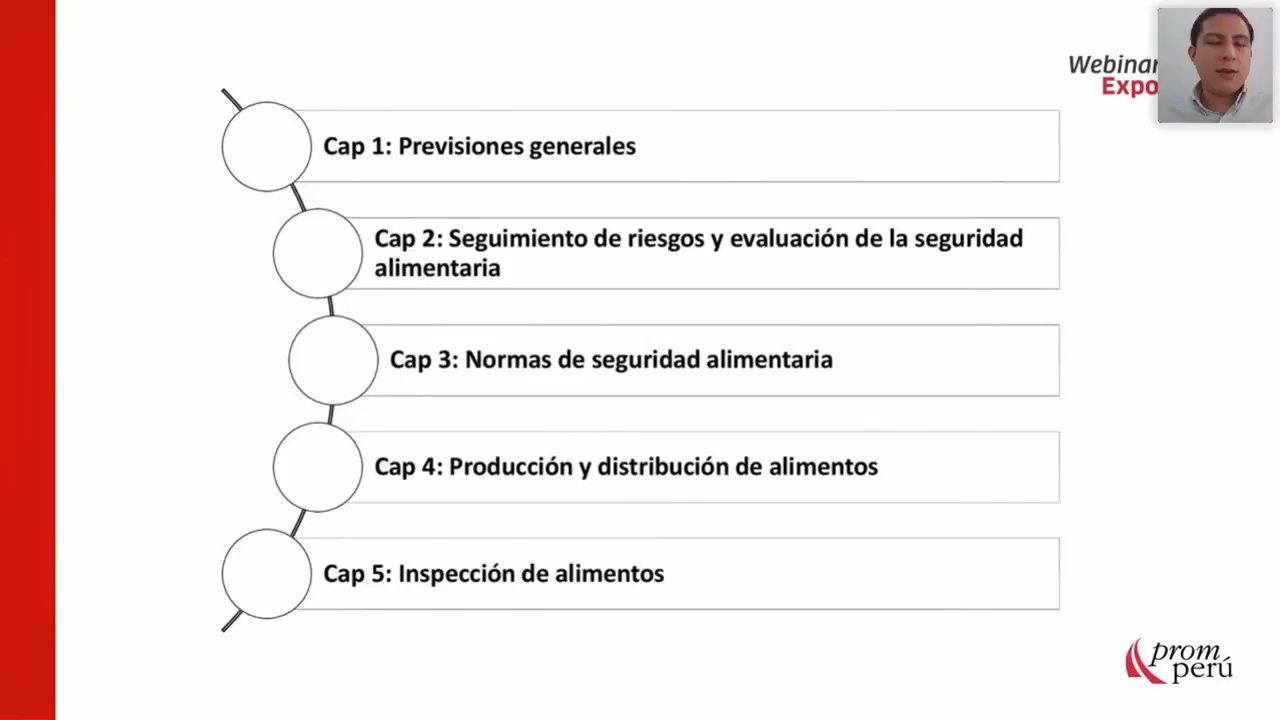 Webinar
Expo
Cap 1: Previsiones generales
Cap 2: Seguimiento de riesgos y evaluación de la seguridad
alimentaria
Cap 3: Normas de seguridad alimentaria
Cap 4: Producción y distribución de alimentos
Cap 5: Inspección de alimentos
prom
perú